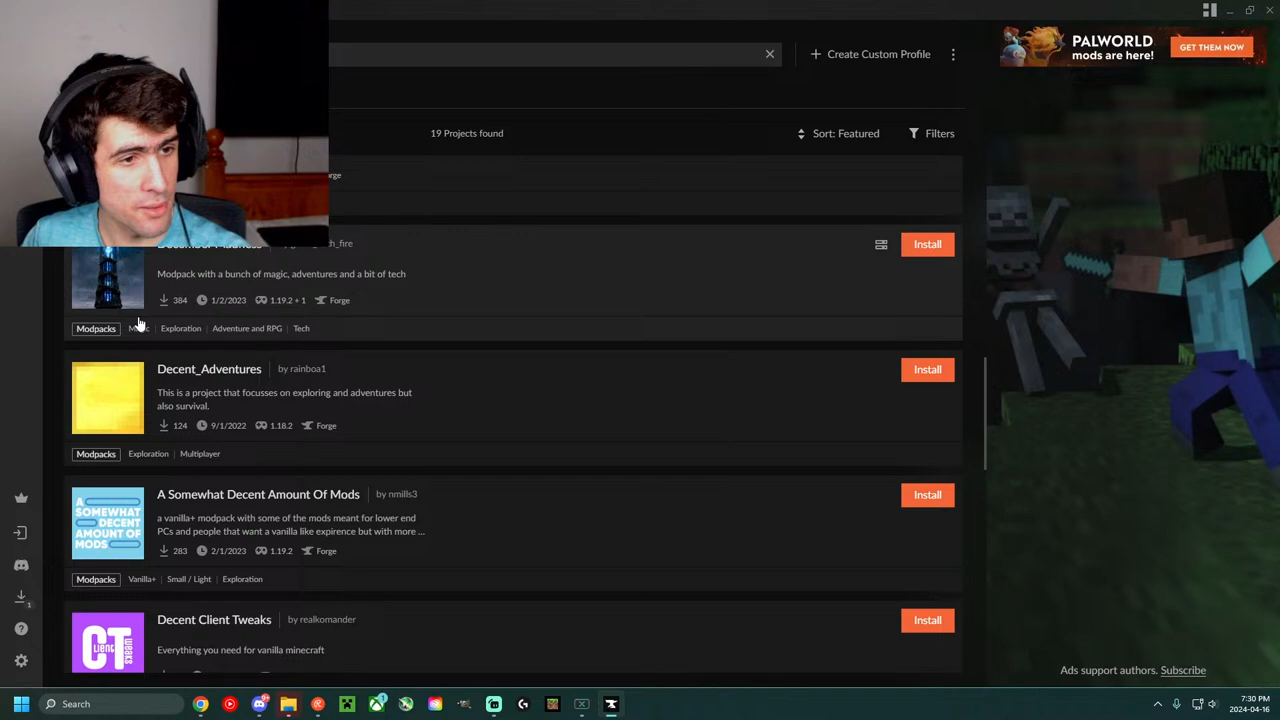 PALWORLD
mods are here!
GET THEM NOW
Create Custom Profile
19 Projects found
Sort: Featured
Filters
Install
Modpack with a bunch of magic, adventures and a bit of tech
384
1/2/2023
1.19.2 + 1
Forge
Modpacks
Exploration
Adventure and RPG
Tech
Decent_Adventures
by rainboa1
Install
This is a project that focusses on exploring and adventures but
also survival.
124
9/1/2022
1.18.2
Forge
Modpacks
Exploration
Multiplayer
A Somewhat Decent Amount Of Mods
by nmills3
Install
A
SOMEWHAT
DECENT
AMOUNT OF
MODS
a vanilla+ modpack with some of the mods meant for lower end
PCs and people that want a vanilla like expirence but with more ...
283
2/1/2023
1.19.2
Forge
Modpacks
Vanilla+
Small / Light
Exploration
Decent Client Tweaks
by realkomander
Install
Everything you need for vanilla minecraft
Ads support authors. Subscribe
1
Search
7:30 PM
2024-04-16